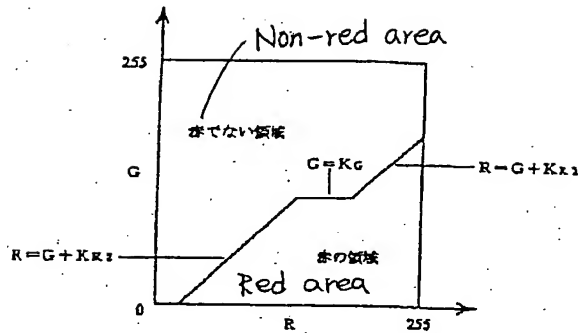 Non-red area
255
赤でない領域
G=KG
G
R=G+KR1
R=G+KR2
赤の領域
Red area
0
R
255